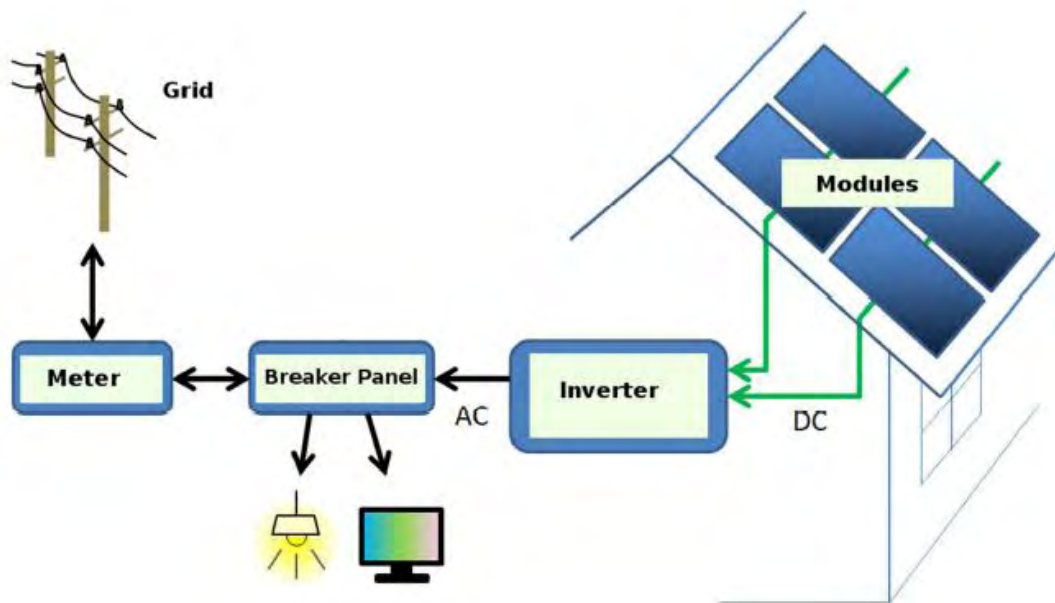 Grid
Modules
Meter
Breaker Panel
Inverter
AC
DC